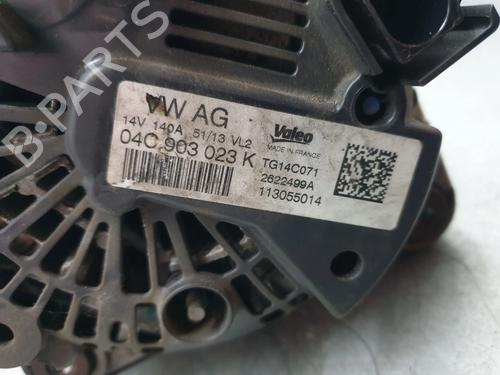 B-PARTS
VW AG
14V 140A 51/13 VL2
04C 903 023 K
Valeo
MADE IN FRANCE
TG14C071
2622499A
113055014